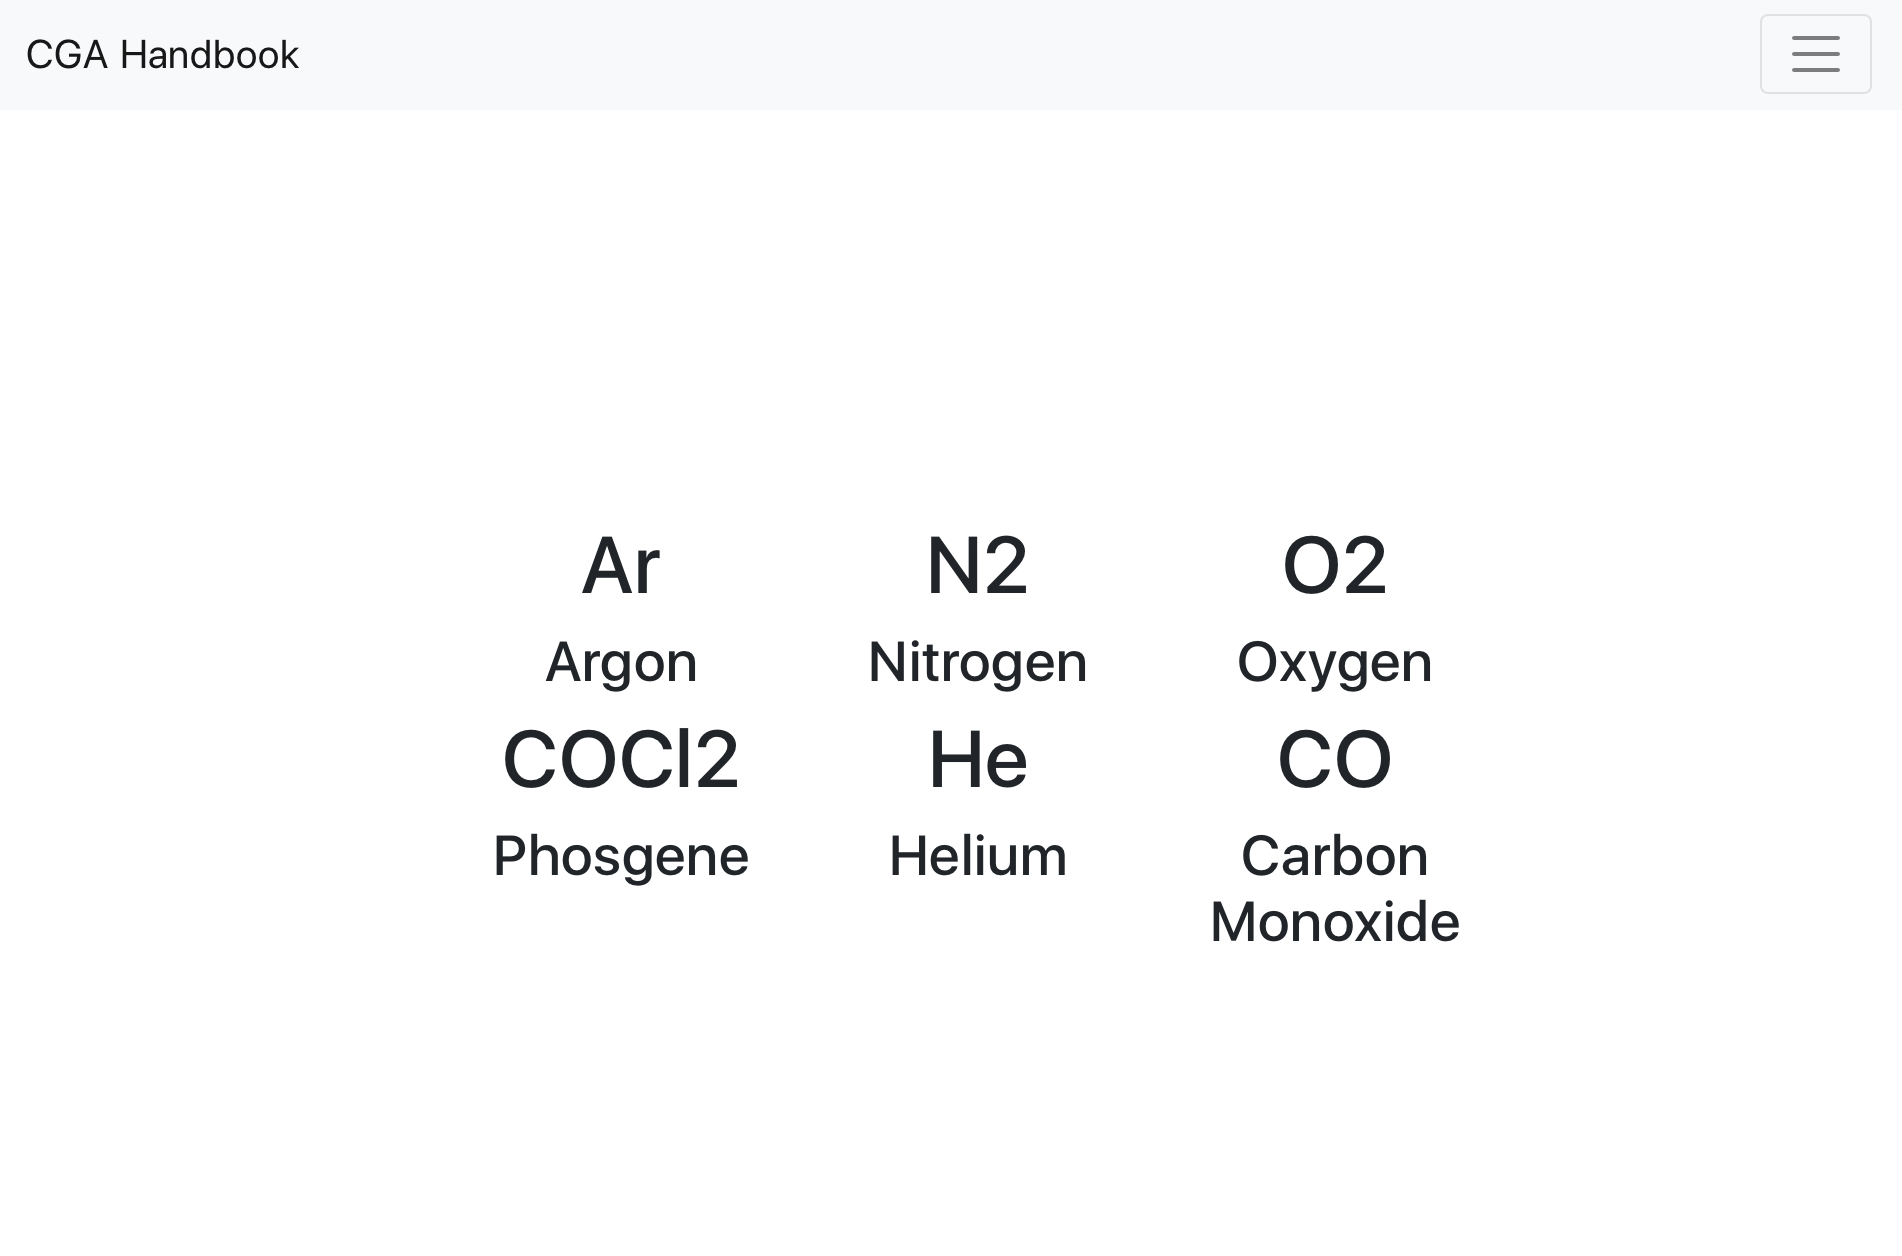 CGA Handbook
Ar
N2
O2
Argon
Nitrogen
Oxygen
COCl2
He
CO
Phosgene
Helium
Carbon
Monoxide